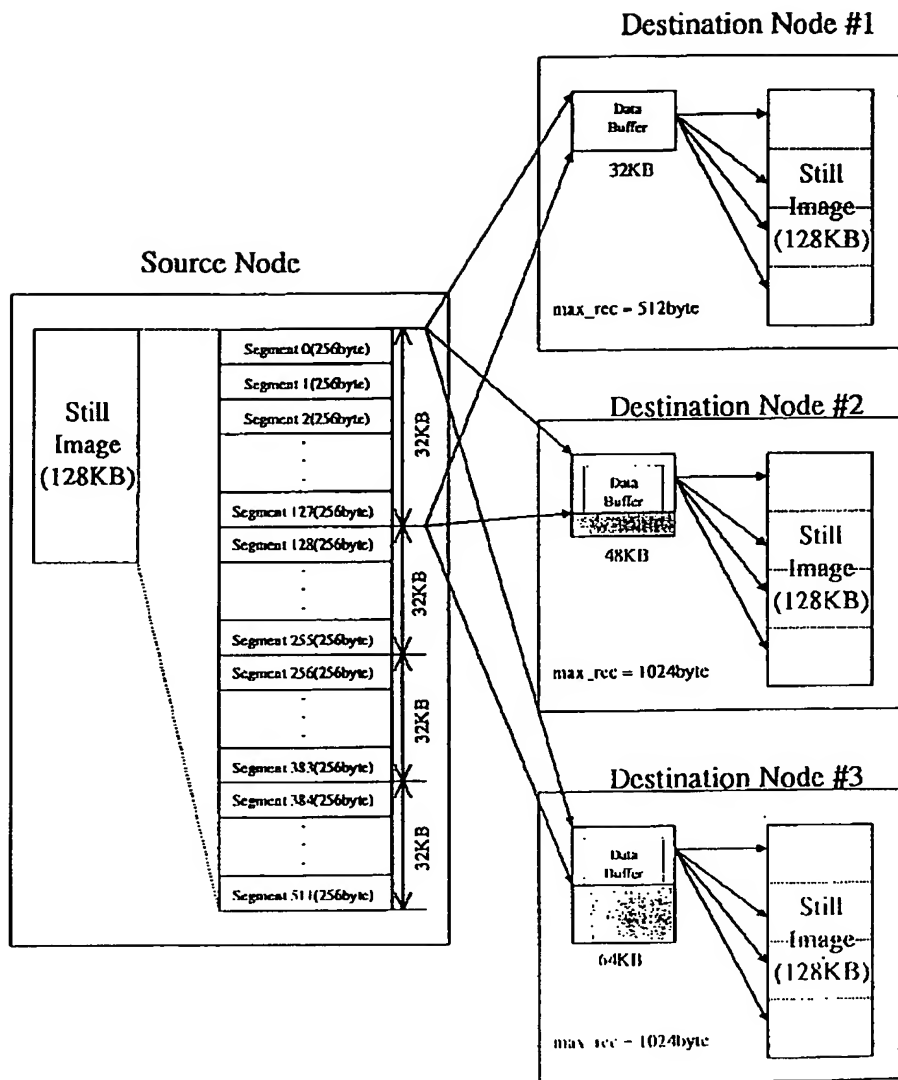 Destination Node #1
Data
Buffer
32KB
Still
Image
(128KB)
max_rec = 512byte
Source Node
Still
Image
(128KB)
Segment 0(256byte)
Segment 1(256byte)
Segment 2(256byte)
Segment 127(256byte)
Segment 128(256byte)
Segment 255(256byte)
Segment 256(256byte)
Segment 383(256byte)
Segment 384(256byte)
Segment 511(256byte)
32KB
32KB
32KB
32KB
Destination Node #2
Data
Buffer
48KB
Still
Image
(128KB)
max_rec = 1024byte
Destination Node #3
Data
Buffer
64KB
Still
Image
(128KB)
max_rec = 1024byte